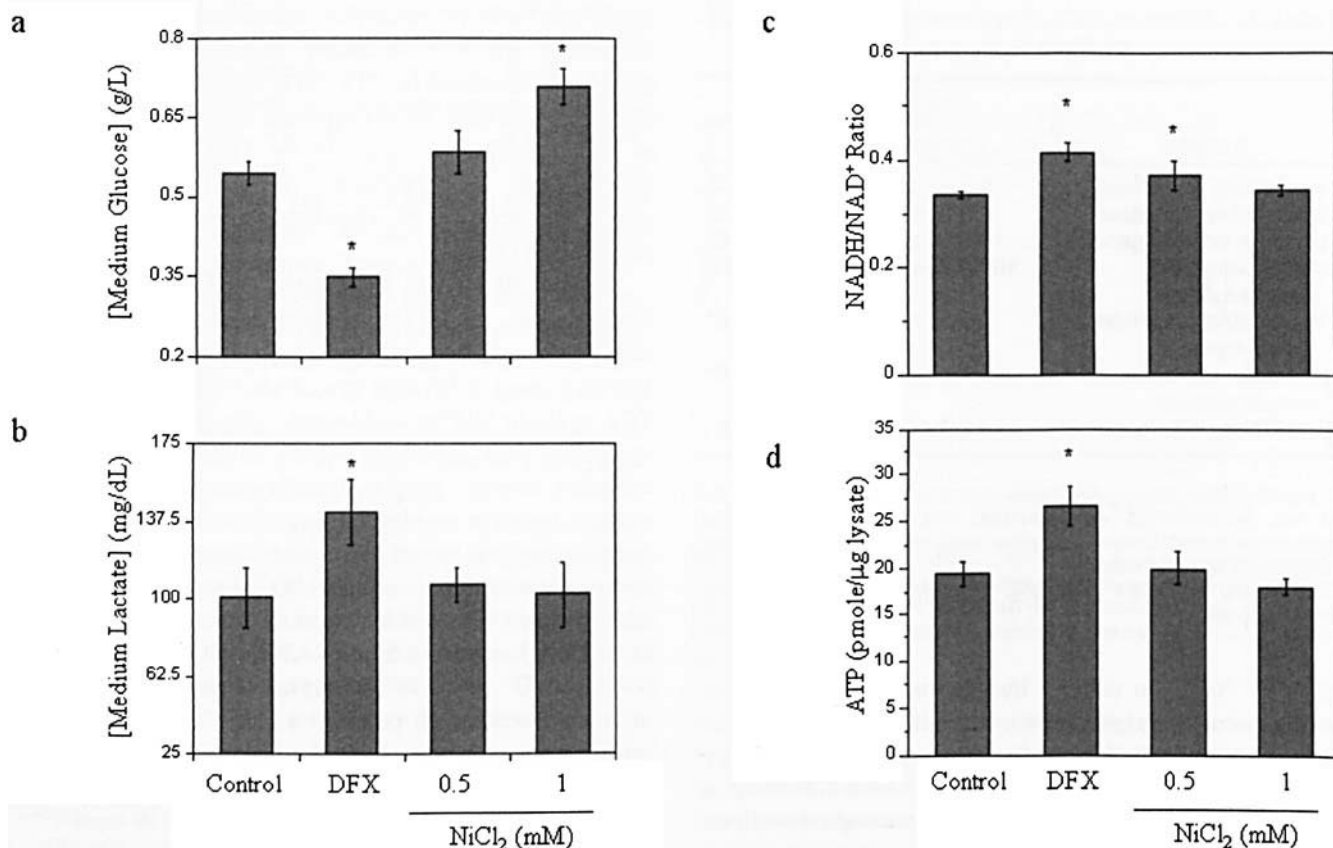 a
[Medium Glucose] (g/L)
0.8
0.65
0.5
0.35
0.2
*
*
b
[Medium Lactate] (mg/dL)
175
137.5
100
62.5
25
*
Control
DFX
0.5
1
NiCl₂ (mM)
c
NADH/NAD⁺ Ratio
0.6
0.4
0.2
0
*
*
d
ATP (pmole/µg lysate)
35
30
25
20
15
10
5
0
*
Control
DFX
0.5
1
NiCl₂ (mM)